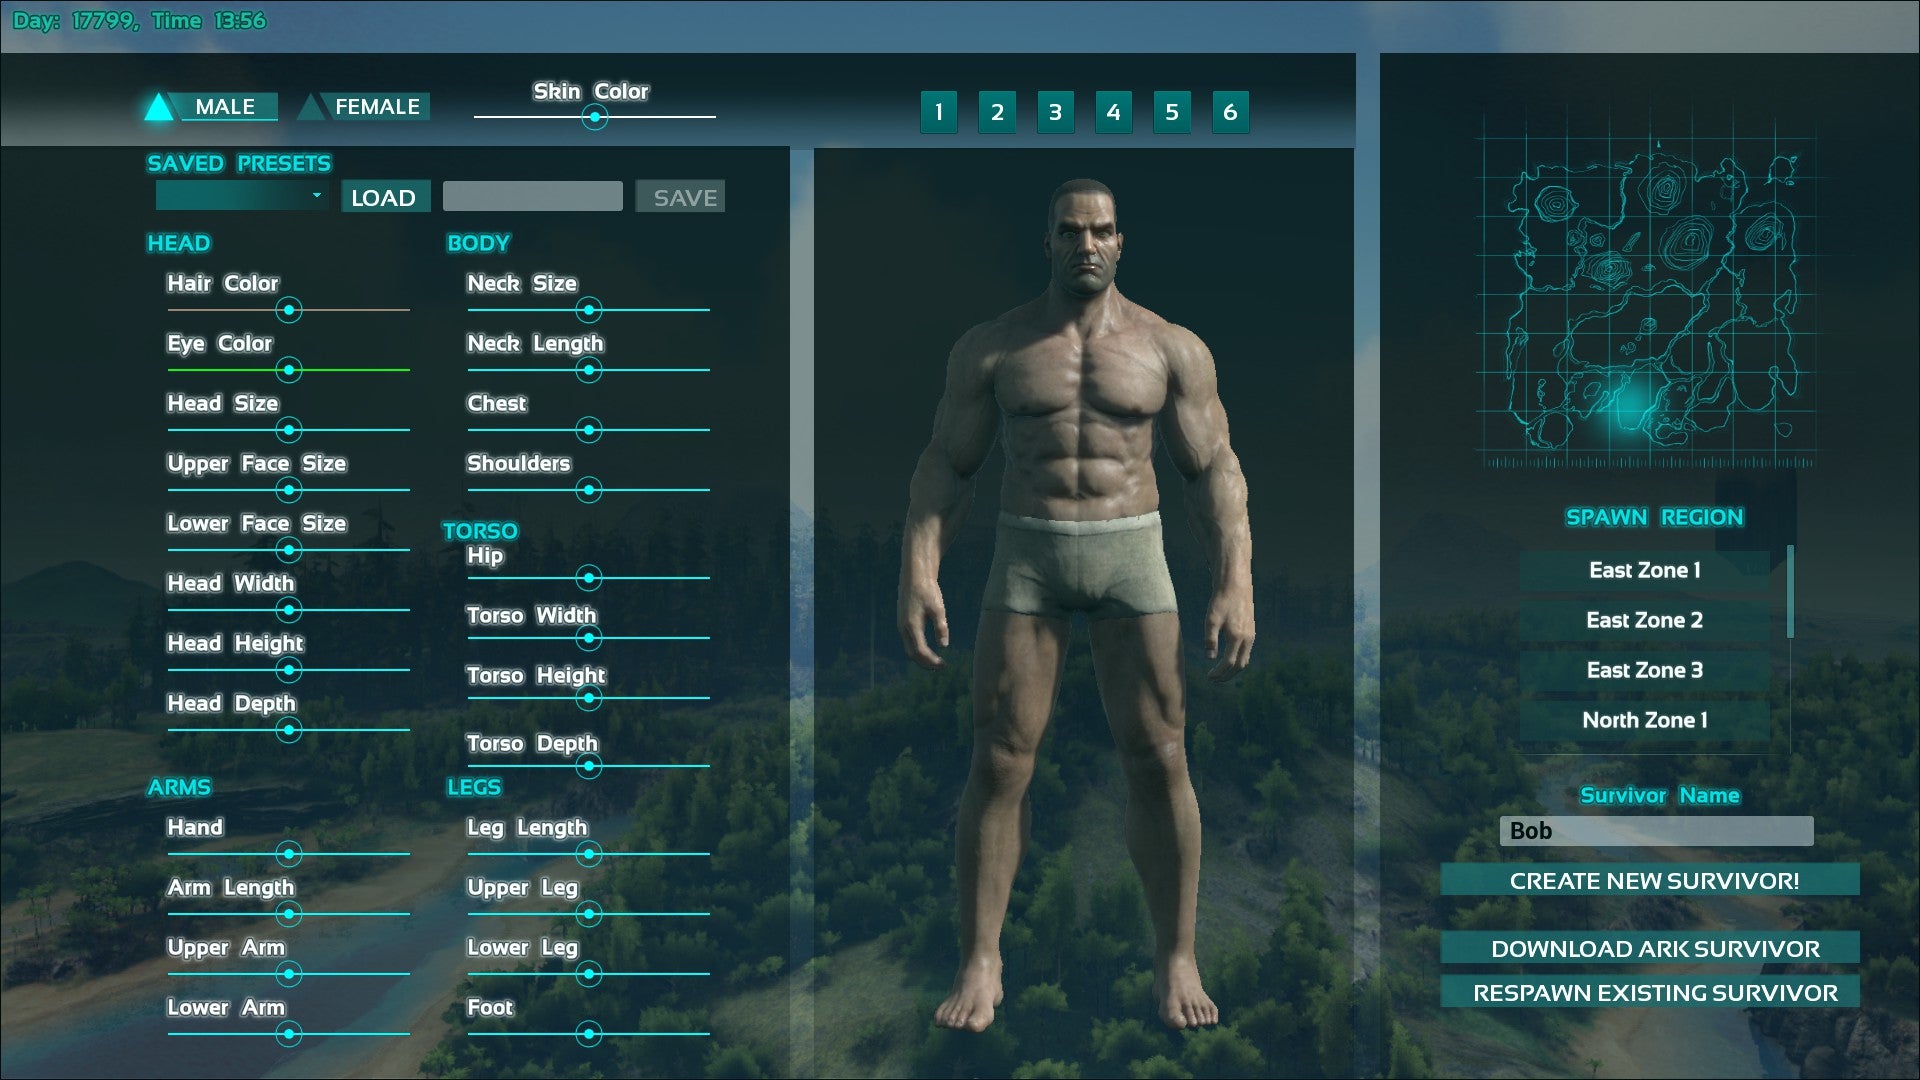 Day: 17799, Time 13:56
MALE
FEMALE
Skin Color
1 2 3 4 5 6
SAVED PRESETS
LOAD
SAVE
HEAD
Hair Color
Eye Color
Head Size
Upper Face Size
Lower Face Size
Head Width
Head Height
Head Depth
BODY
Neck Size
Neck Length
Chest
Shoulders
TORSO
Hip
Torso Width
Torso Height
Torso Depth
ARMS
Hand
Arm Length
Upper Arm
Lower Arm
LEGS
Leg Length
Upper Leg
Lower Leg
Foot
SPAWN REGION
East Zone 1
East Zone 2
East Zone 3
North Zone 1
Survivor Name
Bob
CREATE NEW SURVIVOR!
DOWNLOAD ARK SURVIVOR
RESPAWN EXISTING SURVIVOR